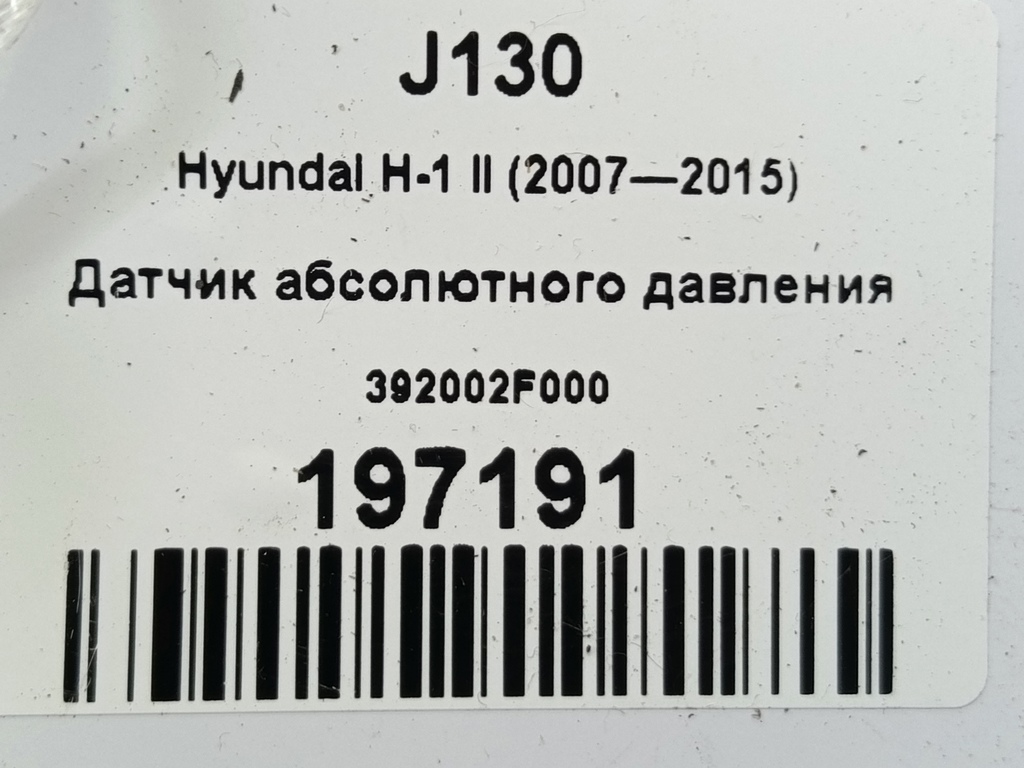 J130
Hyundai H-1 II (2007—2015)
Датчик абсолютного давления
392002F000
197191